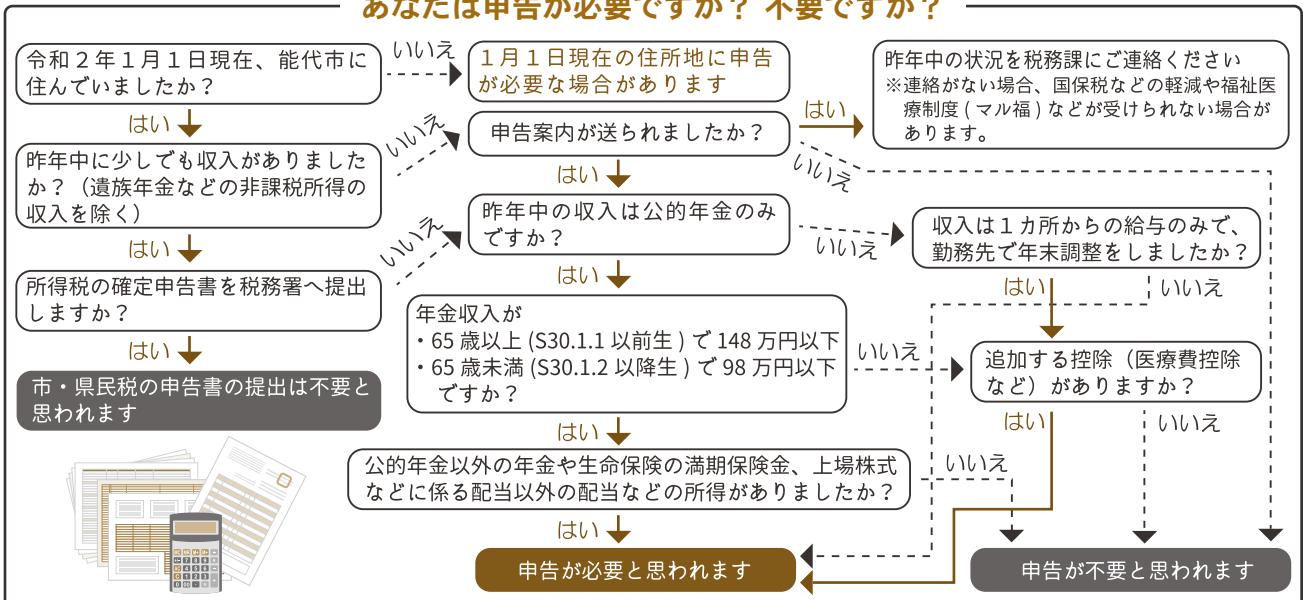 あなたは申告が必要ですか？ 不要ですか？
令和２年１月１日現在、能代市に
住んでいましたか？
いいえ
１月１日現在の住所地に申告
が必要な場合があります
はい
昨年中に少しでも収入がありました
か？（遺族年金などの非課税所得の
収入を除く）
いいえ
申告案内が送られましたか？
はい
昨年中の状況を税務課にご連絡ください
※連絡がない場合、国保税などの軽減や福祉医
療制度 ( マル福 ) などが受けられない場合が
あります。
いいえ
はい
はい
所得税の確定申告書を税務署へ提出
しますか？
いいえ
昨年中の収入は公的年金のみ
ですか？
いいえ
収入は１カ所からの給与のみで、
勤務先で年末調整をしましたか？
はい
いいえ
はい
はい
市・県民税の申告書の提出は不要と
思われます
年金収入が
・65 歳以上 (S30.1.1 以前生 ) で 148 万円以下
・65 歳未満 (S30.1.2 以降生 ) で 98 万円以下
ですか？
いいえ
追加する控除（医療費控除
など）がありますか？
はい
いいえ
はい
公的年金以外の年金や生命保険の満期保険金、上場株式
などに係る配当以外の配当などの所得がありましたか？
いいえ
はい
申告が必要と思われます
申告が不要と思われます